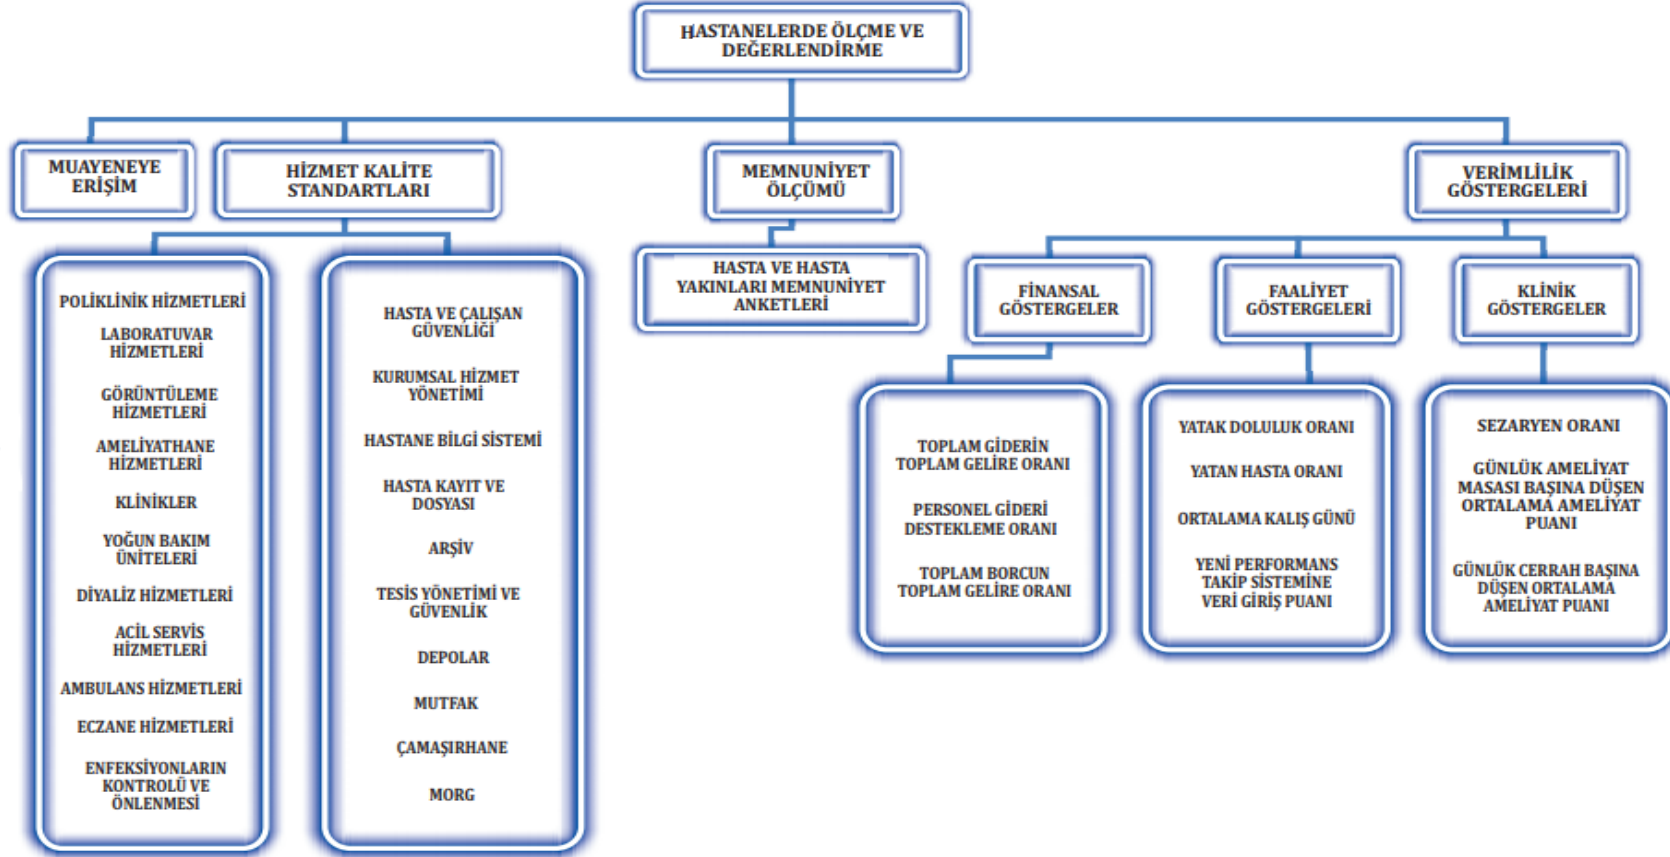 HASTANELERDE ÖLÇME VE
DEĞERLENDİRME
MUAYENEYE
ERİŞİM
HİZMET KALİTE
STANDARTLARI
MEMNUNİYET
ÖLÇÜMÜ
VERİMLİLİK
GÖSTERGELERİ
POLİKLİNİK HİZMETLERİ
LABORATUVAR
HİZMETLERİ
GÖRÜNTÜLEME
HİZMETLERİ
AMELİYATHANE
HİZMETLERİ
KLİNİKLER
YOĞUN BAKIM
ÜNİTELERİ
DİYALİZ HİZMETLERİ
ACİL SERVİS
HİZMETLERİ
AMBULANS HİZMETLERİ
ECZANE HİZMETLERİ
ENFEKSİYONLARIN
KONTROLÜ VE
ÖNLENMESİ
HASTA VE ÇALIŞAN
GÜVENLİĞİ
KURUMSAL HİZMET
YÖNETİMİ
HASTANE BİLGİ SİSTEMİ
HASTA KAYIT VE
DOSYASI
ARŞİV
TESİS YÖNETİMİ VE
GÜVENLİK
DEPOLAR
MUTFAK
ÇAMAŞIRHANE
MORG
HASTA VE HASTA
YAKINLARI MEMNUNİYET
ANKETLERİ
FİNANSAL
GÖSTERGELER
FAALİYET
GÖSTERGELERİ
KLİNİK
GÖSTERGELER
TOPLAM GİDERİN
TOPLAM GELİRE ORANI
PERSONEL GİDERİ
DESTEKLEME ORANI
TOPLAM BORCUN
TOPLAM GELİRE ORANI
YATAK DOLULUK ORANI
YATAN HASTA ORANI
ORTALAMA KALIŞ GÜNÜ
YENİ PERFORMANS
TAKİP SİSTEMİNE
VERİ GİRİŞ PUANI
SEZARYEN ORANI
GÜNLÜK AMELİYAT
MASASI BAŞINA DÜŞEN
ORTALAMA AMELİYAT
PUANI
GÜNLÜK CERRAH BAŞINA
DÜŞEN ORTALAMA
AMELİYAT PUANI